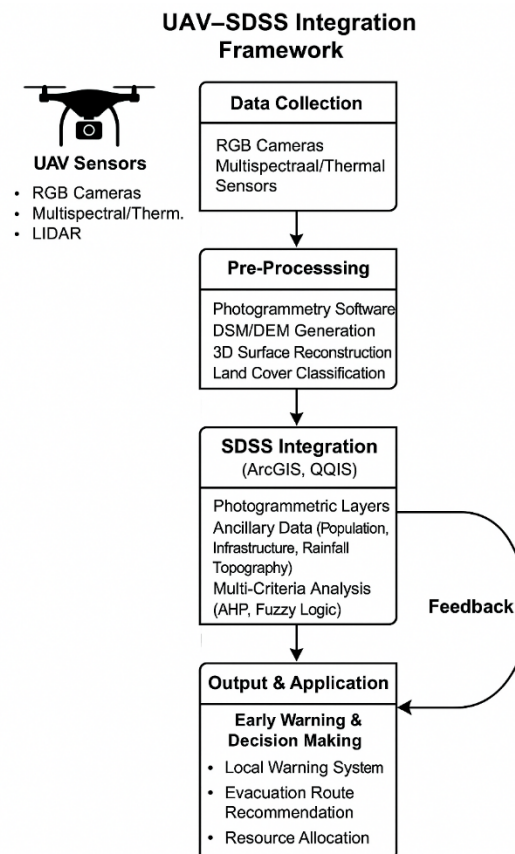 UAV–SDSS Integration
Framework
UAV Sensors
• RGB Cameras
• Multispectral/Therm.
• LIDAR
Data Collection
RGB Cameras
Multispectraal/Thermal
Sensors
Pre-Processsing
Photogrammetry Software
DSM/DEM Generation
3D Surface Reconstruction
Land Cover Classification
SDSS Integration
(ArcGIS, QQIS)
Photogrammetric Layers
Ancillary Data (Population,
Infrastructure, Rainfall
Topography)
Multi-Criteria Analysis
(AHP, Fuzzy Logic)
Feedback
Output & Application
Early Warning &
Decision Making
• Local Warning System
• Evacuation Route
Recommendation
• Resource Allocation